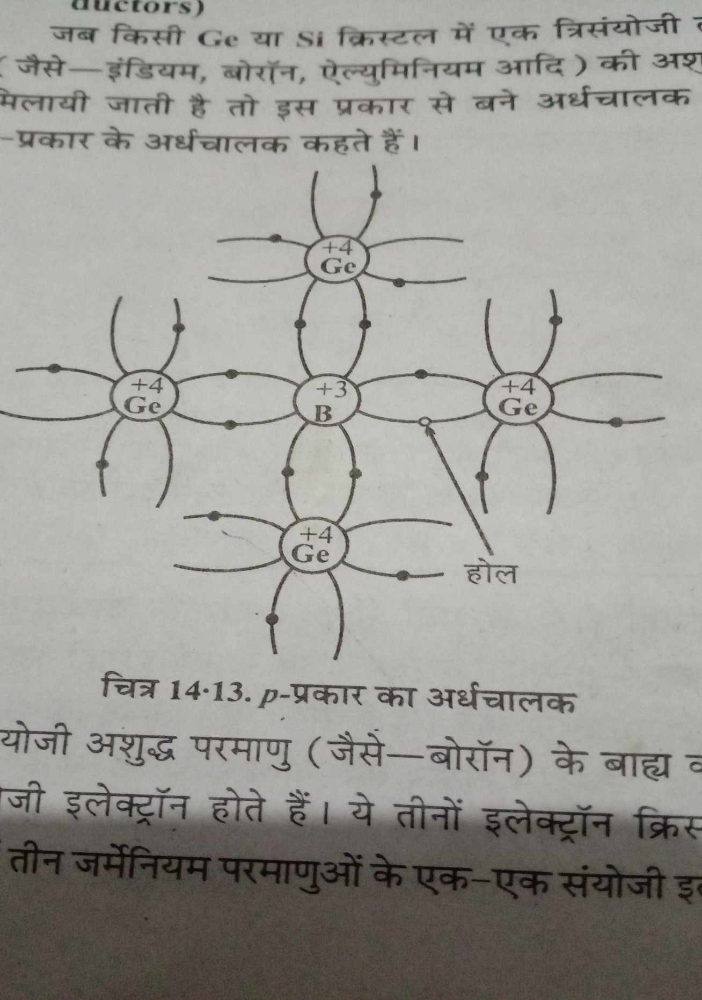 ductors)
जब किसी Ge या Si क्रिस्टल में एक त्रिसंयोजी
(जैसे—इंडियम, बोरॉन, ऐल्युमिनियम आदि) की
मिलायी जाती है तो इस प्रकार से बने अर्धचालक
-प्रकार के अर्धचालक कहते हैं।
+4
Ge
+4
Ge
+3
B
+4
Ge
+4
Ge
होल
चित्र 14·13. p-प्रकार का अर्धचालक
योजी अशुद्ध परमाणु (जैसे—बोरॉन) के बाह्य
जी इलेक्ट्रॉन होते हैं। ये तीनों इलेक्ट्रॉन
तीन जर्मेनियम परमाणुओं के एक-एक संयोजी